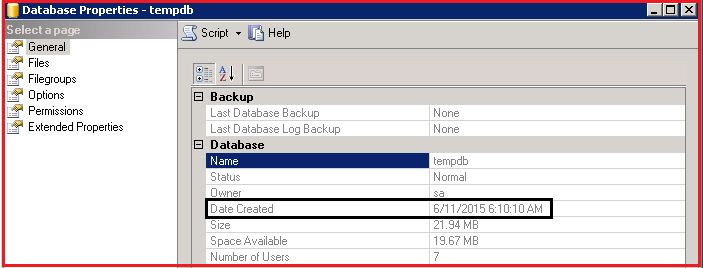 Database Properties - tempdb
Select a page
General
Files
Filegroups
Options
Permissions
Extended Properties
Script Help
Backup
Last Database Backup None
Last Database Log Backup None
Database
Name tempdb
Status Normal
Owner sa
Date Created 6/11/2015 6:10:10 AM
Size 21.94 MB
Space Available 19.67 MB
Number of Users 7